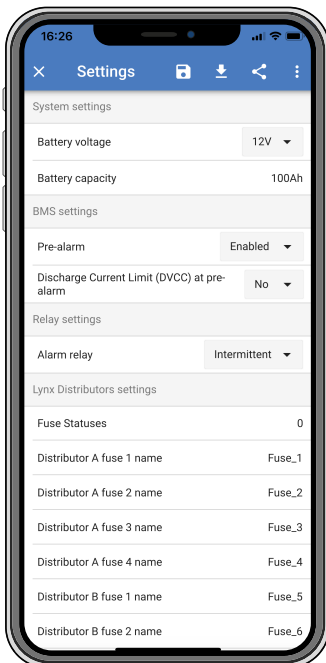 16:26
Settings
System settings
Battery voltage 12V
Battery capacity 100Ah
BMS settings
Pre-alarm Enabled
Discharge Current Limit (DVCC) at pre-
alarm No
Relay settings
Alarm relay Intermittent
Lynx Distributors settings
Fuse Statuses 0
Distributor A fuse 1 name Fuse_1
Distributor A fuse 2 name Fuse_2
Distributor A fuse 3 name Fuse_3
Distributor A fuse 4 name Fuse_4
Distributor B fuse 1 name Fuse_5
Distributor B fuse 2 name Fuse_6